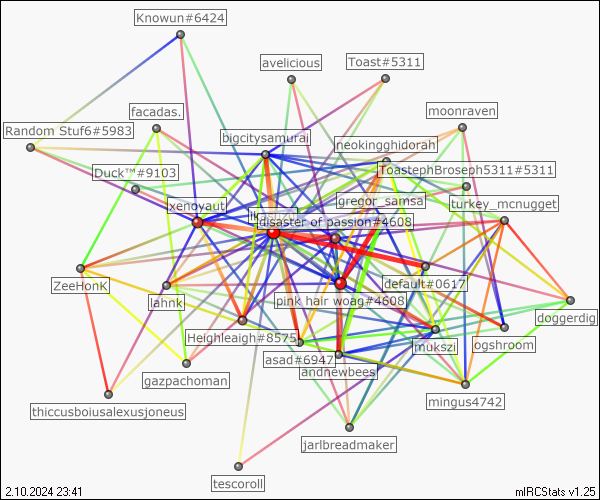 Knowun#6424
avelicious
Toast#5311
facadas.
moonraven
Random Stuf6#5983
bigcitysamurai
neokingghidorah
Duck™#9103
ToastephBroseph5311#5311
xenoyaut
gregor_samsa
turkey_mcnugget
disaster of passion#4608
ZeeHonK
lahnk
pink hair woag#4608
default#0617
doggerdig
Heighleaigh#8575
mukszi
ogshroom
asad#6947
andnewbees
gazpachoman
thiccusboiusalexusjoneus
mingus4742
jarlbreadmaker
tescoroll
2.10.2024 23:41
mIRCStats v1.25